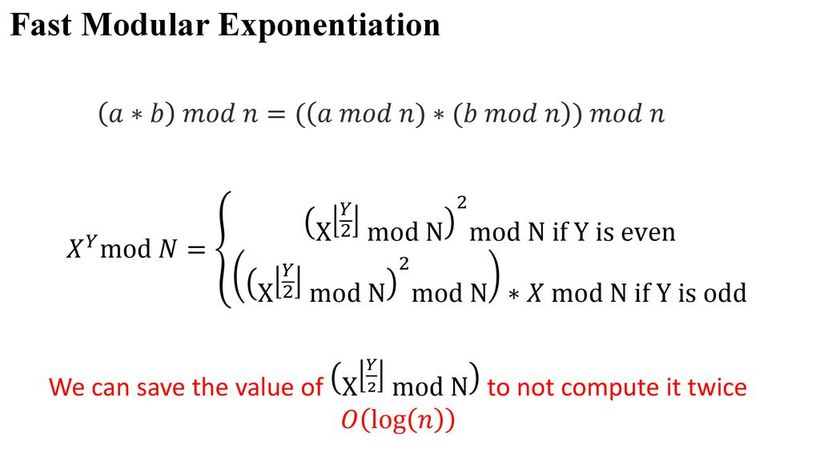 Fast Modular Exponentiation
(a ∗ b) mod n = ((a mod n) ∗ (b mod n)) mod n
X^Y mod N = { (X^⌊Y/2⌋ mod N)^2 mod N if Y is even
((X^⌊Y/2⌋ mod N)^2 mod N) ∗ X mod N if Y is odd
We can save the value of (X^⌊Y/2⌋ mod N) to not compute it twice
O(log(n))